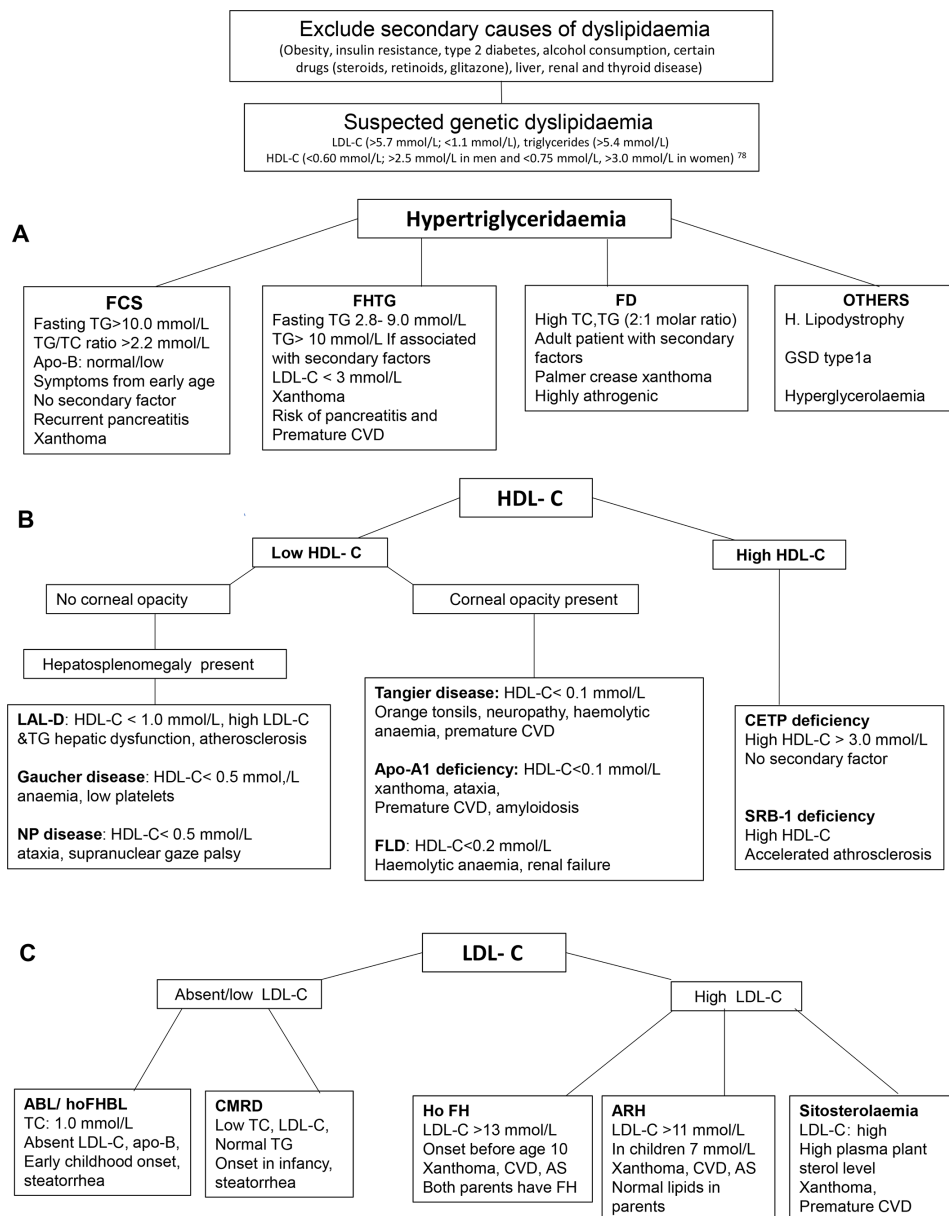 Exclude secondary causes of dyslipidaemia
(Obesity, insulin resistance, type 2 diabetes, alcohol consumption, certain
drugs (steroids, retinoids, glitazone), liver, renal and thyroid disease)
Suspected genetic dyslipidaemia
LDL-C (>5.7 mmol/L; <1.1 mmol/L), triglycerides (>5.4 mmol/L)
HDL-C (<0.60 mmol/L; >2.5 mmol/L in men and <0.75 mmol/L, >3.0 mmol/L in women) 78
A
Hypertriglyceridaemia
FCS
Fasting TG>10.0 mmol/L
TG/TC ratio >2.2 mmol/L
Apo-B: normal/low
Symptoms from early age
No secondary factor
Recurrent pancreatitis
Xanthoma
FHTG
Fasting TG 2.8- 9.0 mmol/L
TG> 10 mmol/L If associated
with secondary factors
LDL-C < 3 mmol/L
Xanthoma
Risk of pancreatitis and
Premature CVD
FD
High TC,TG (2:1 molar ratio)
Adult patient with secondary
factors
Palmer crease xanthoma
Highly athrogenic
OTHERS
H. Lipodystrophy
GSD type1a
Hyperglycerolaemia
B
HDL- C
Low HDL- C
High HDL-C
No corneal opacity
Corneal opacity present
Hepatosplenomegaly present
LAL-D: HDL-C < 1.0 mmol/L, high LDL-C
&TG hepatic dysfunction, atherosclerosis
Gaucher disease: HDL-C< 0.5 mmol,/L
anaemia, low platelets
NP disease: HDL-C< 0.5 mmol/L
ataxia, supranuclear gaze palsy
Tangier disease: HDL-C< 0.1 mmol/L
Orange tonsils, neuropathy, haemolytic
anaemia, premature CVD
Apo-A1 deficiency: HDL-C<0.1 mmol/L
xanthoma, ataxia,
Premature CVD, amyloidosis
FLD: HDL-C<0.2 mmol/L
Haemolytic anaemia, renal failure
CETP deficiency
High HDL-C > 3.0 mmol/L
No secondary factor
SRB-1 deficiency
High HDL-C
Accelerated athrosclerosis
C
LDL- C
Absent/low LDL-C
High LDL-C
ABL/ hoFHBL
TC: 1.0 mmol/L
Absent LDL-C, apo-B,
Early childhood onset,
steatorrhea
CMRD
Low TC, LDL-C,
Normal TG
Onset in infancy,
steatorrhea
Ho FH
LDL-C >13 mmol/L
Onset before age 10
Xanthoma, CVD, AS
Both parents have FH
ARH
LDL-C >11 mmol/L
In children 7 mmol/L
Xanthoma, CVD, AS
Normal lipids in
parents
Sitosterolaemia
LDL-C: high
High plasma plant
sterol level
Xanthoma,
Premature CVD